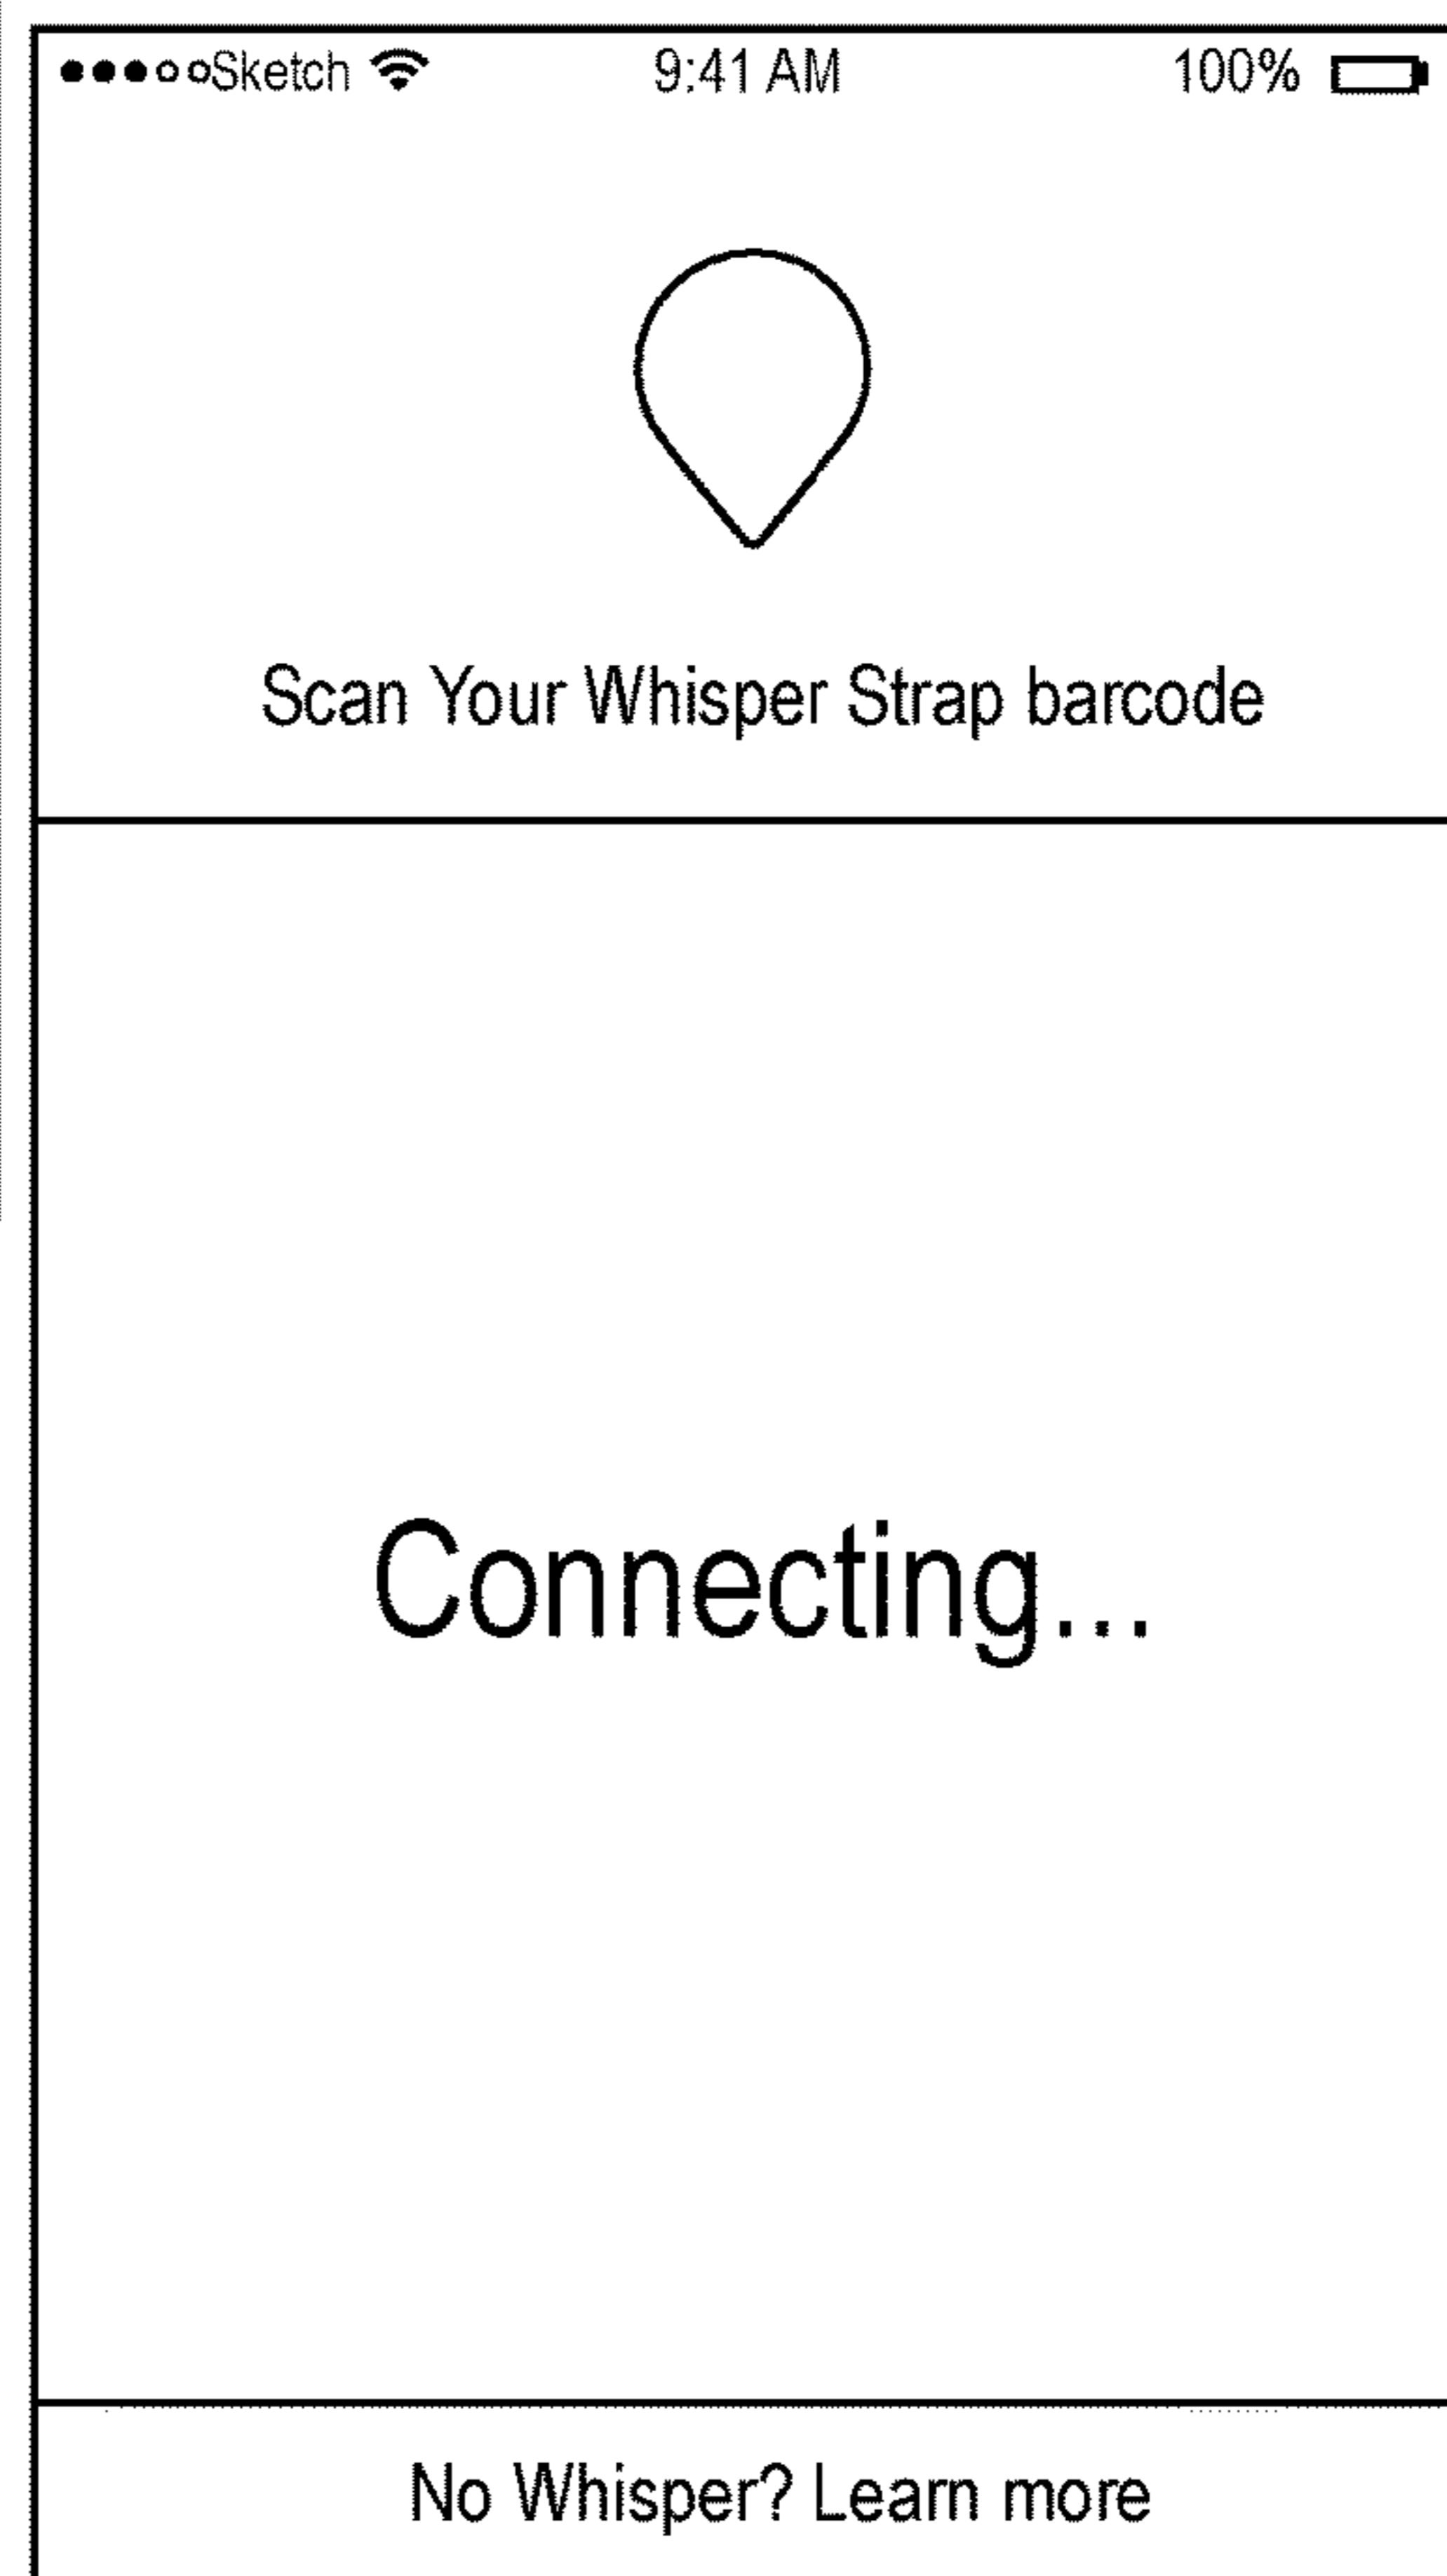 Sketch 9:41 AM 100%
Scan Your Whisper Strap barcode
Connecting...
No Whisper? Learn more